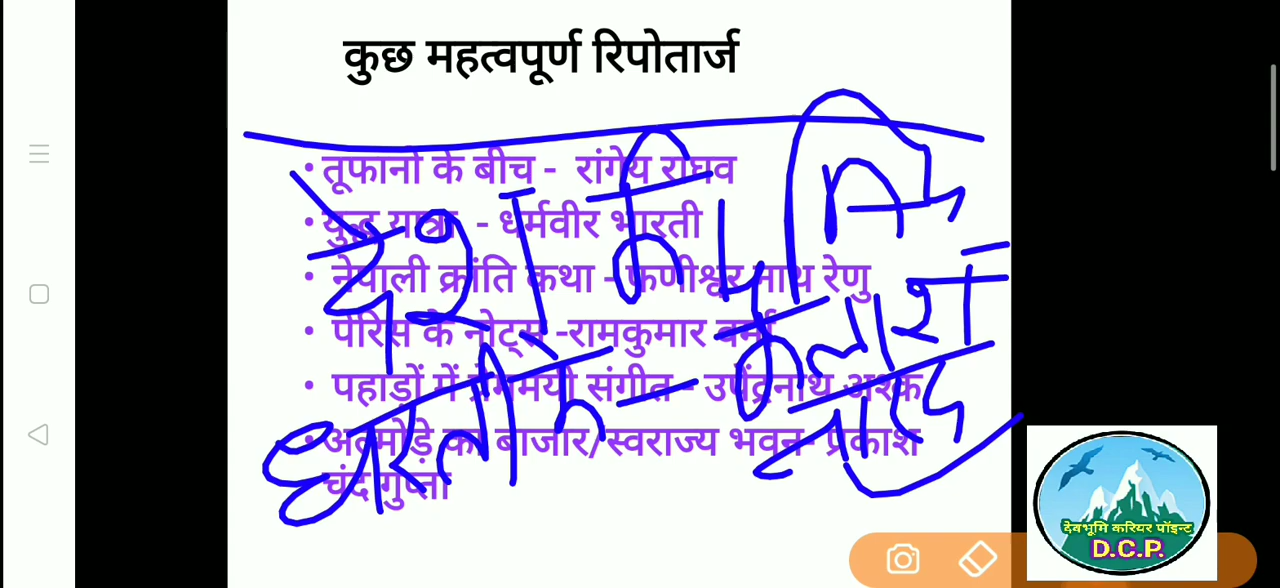 कुछ महत्वपूर्ण रिपोतार्ज
• तूफानों के बीच - रांगेय राघव
• युद्ध यात्रा - धर्मवीर भारती
• नेपाली क्रांति कथा - फणीश्वर नाथ रेणु
• पेरिस के नोट्स -रामकुमार वर्मा
• पहाड़ों में प्रेममयी संगीत - उपेंद्रनाथ अश्क
• अल्मोड़े का बाजार/स्वराज्य भवन- प्रकाश
चंद गुप्ता
देश की मिट्टी
धरती के
देवभूमि करियर पॉइन्ट
D.C.P.